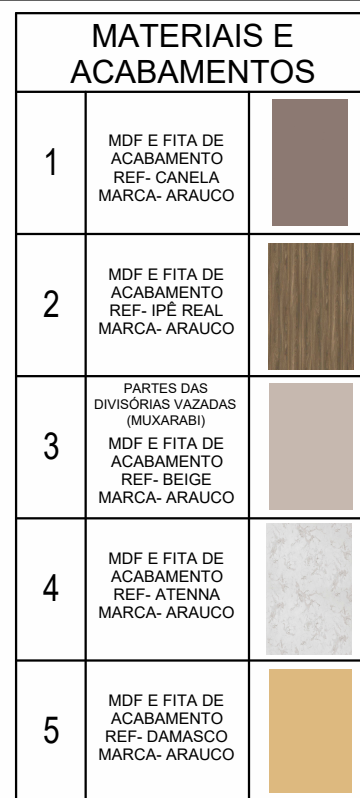 MATERIAIS E
ACABAMENTOS
1
MDF E FITA DE
ACABAMENTO
REF- CANELA
MARCA- ARAUCO
2
MDF E FITA DE
ACABAMENTO
REF- IPÊ REAL
MARCA- ARAUCO
3
PARTES DAS
DIVISÓRIAS VAZADAS
(MUXARABI)
MDF E FITA DE
ACABAMENTO
REF- BEIGE
MARCA- ARAUCO
4
MDF E FITA DE
ACABAMENTO
REF- ATENNA
MARCA- ARAUCO
5
MDF E FITA DE
ACABAMENTO
REF- DAMASCO
MARCA- ARAUCO